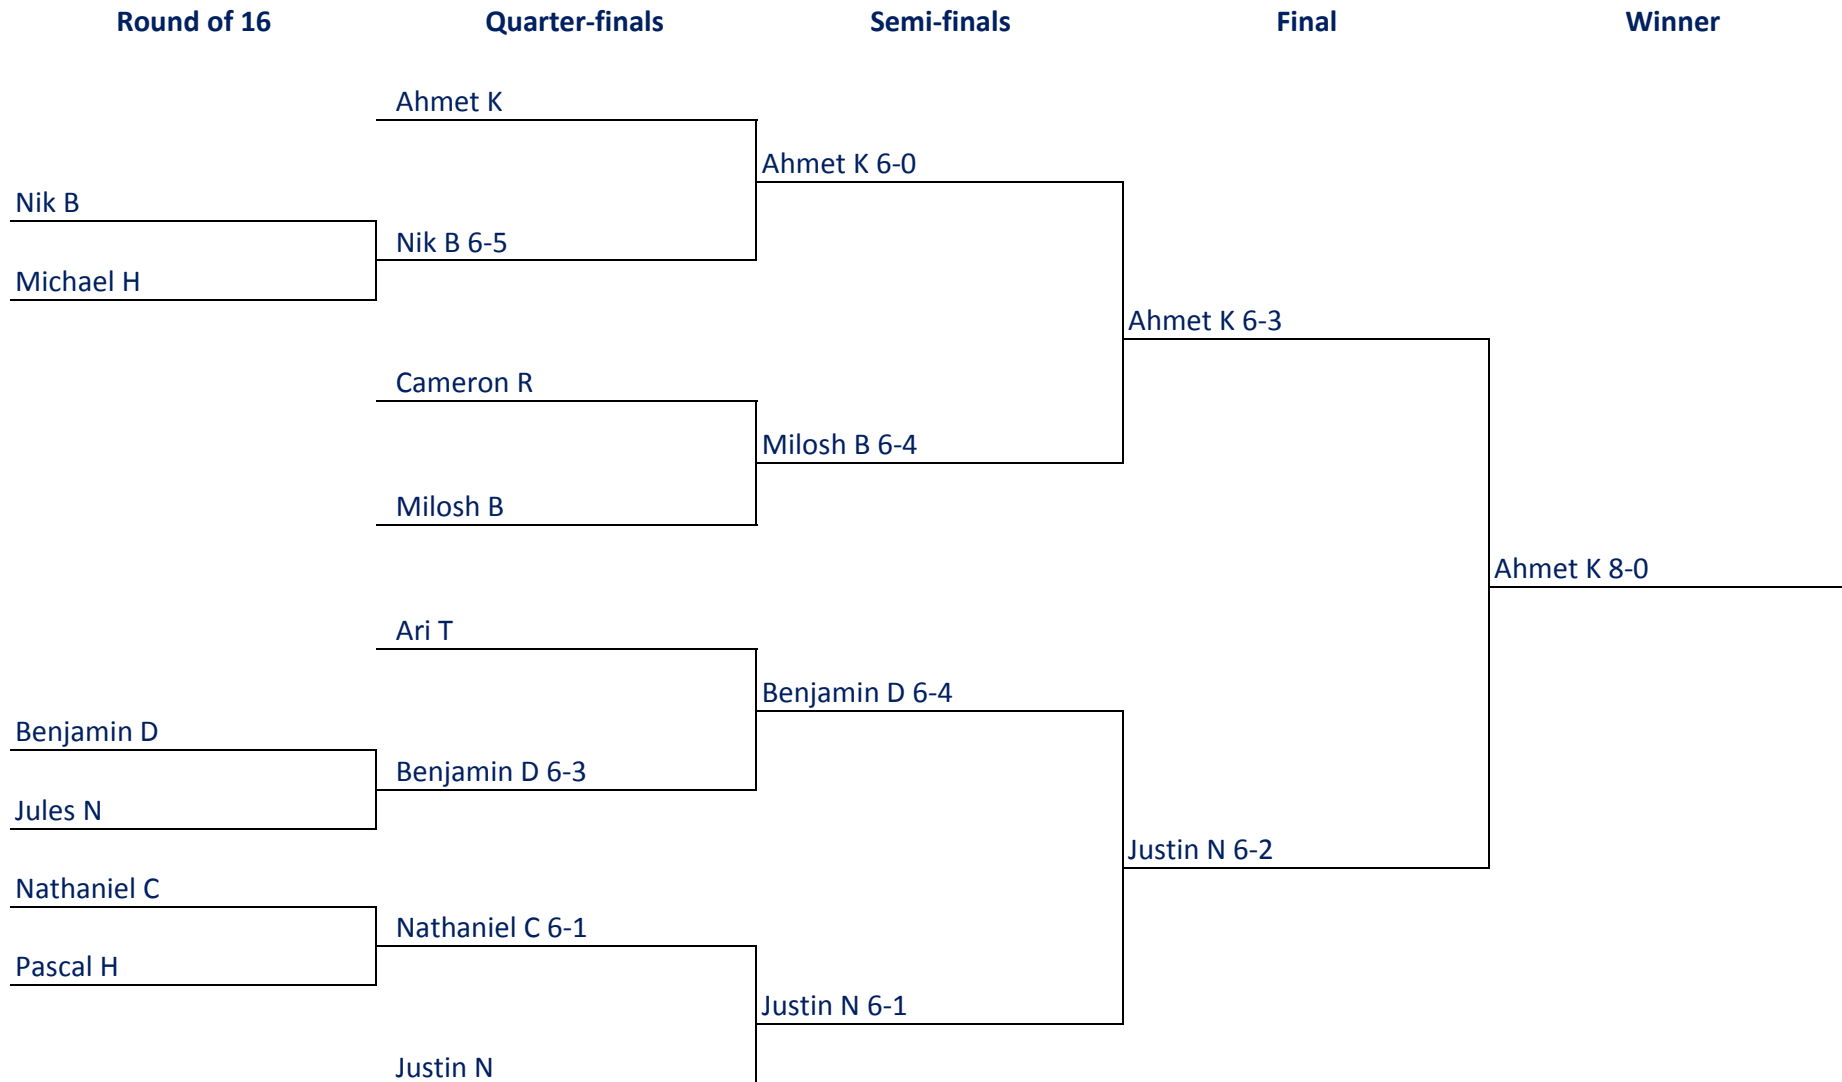 Round of 16
Quarter-finals
Semi-finals
Final
Winner
Ahmet K
Ahmet K 6-0
Nik B
Nik B 6-5
Michael H
Ahmet K 6-3
Cameron R
Milosh B 6-4
Milosh B
Ahmet K 8-0
Ari T
Benjamin D 6-4
Benjamin D
Benjamin D 6-3
Jules N
Justin N 6-2
Nathaniel C
Nathaniel C 6-1
Pascal H
Justin N 6-1
Justin N